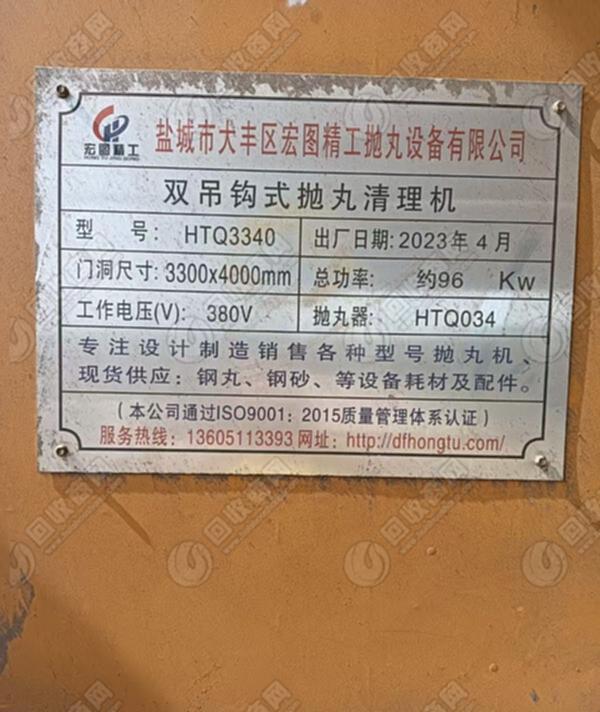 盐城市大丰区宏图精工抛丸设备有限公司
宏图精工
HONG TU JING GONG
双吊钩式抛丸清理机
型 号: HTQ3340 出厂日期: 2023年4月
门洞尺寸: 3300x4000mm 总功率: 约96 Kw
工作电压(V): 380V 抛丸器: HTQ034
专注设计制造销售各种型号抛丸机、
现货供应：钢丸、钢砂、等设备耗材及配件。
（本公司通过ISO9001：2015质量管理体系认证）
服务热线：13605113393 网址：http://dfhongtu.com/
回收商网